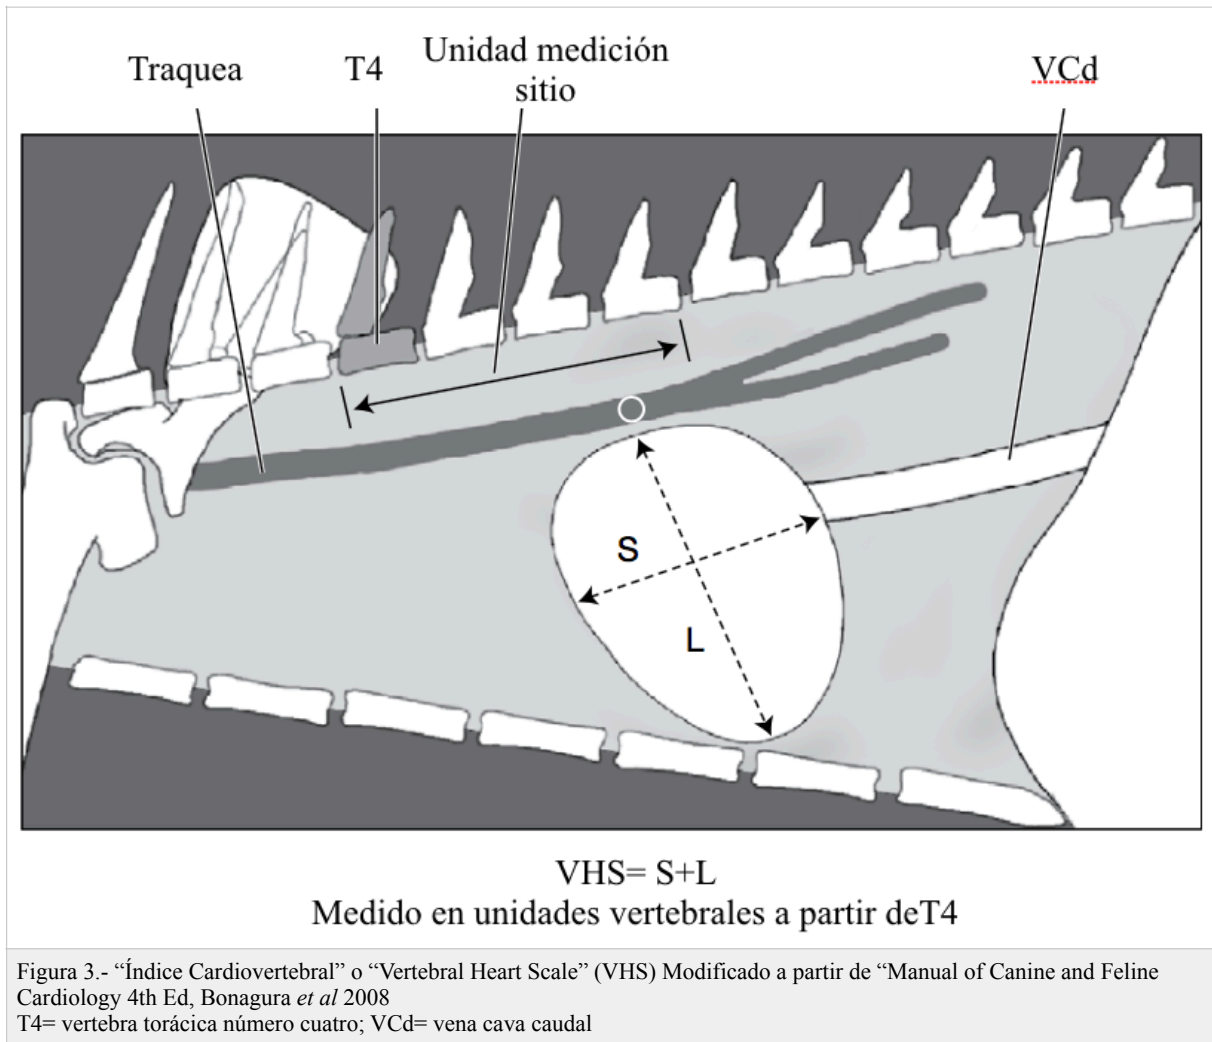 Traquea
T4
Unidad medición
sitio
VCd
S
L
VHS= S+L
Medido en unidades vertebrales a partir deT4
Figura 3.- “Índice Cardiovertebral” o “Vertebral Heart Scale” (VHS) Modificado a partir de “Manual of Canine and Feline
Cardiology 4th Ed, Bonagura et al 2008
T4= vertebra torácica número cuatro; VCd= vena cava caudal